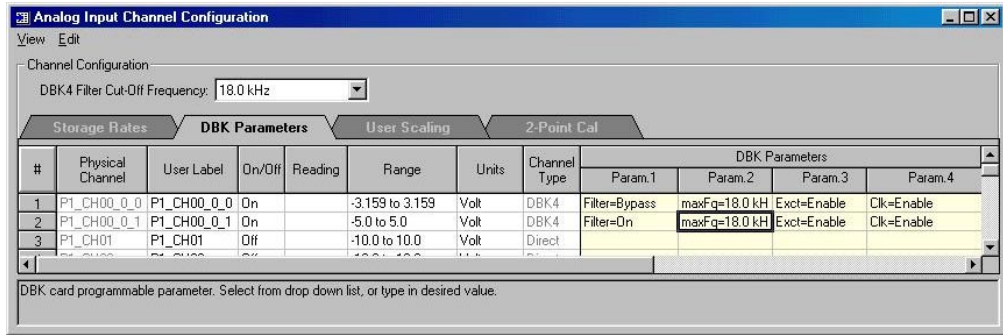 Analog Input Channel Configuration
View Edit
Channel Configuration
DBK4 Filter Cut-Off Frequency: 18.0 kHz
Storage Rates DBK Parameters User Scaling 2-Point Cal
# Physical Channel User Label On/Off Reading Range Units Channel Type DBK Parameters
Param.1 Param.2 Param.3 Param.4
1 P1_CH00_0_0 P1_CH00_0_0 On -3.159 to 3.159 Volt DBK4 Filter=Bypass maxFq=18.0 kH Exct=Enable Clk=Enable
2 P1_CH00_0_1 P1_CH00_0_1 On -5.0 to 5.0 Volt DBK4 Filter=On maxFq=18.0 kH Exct=Enable Clk=Enable
3 P1_CH01 P1_CH01 Off -10.0 to 10.0 Volt Direct
DBK card programmable parameter. Select from drop down list, or type in desired value.